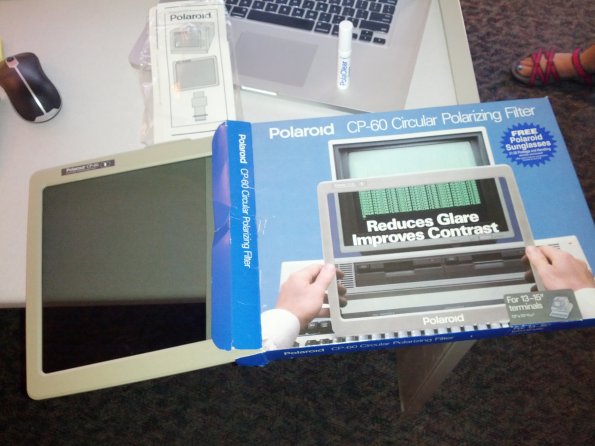 Polaroid
PolaClear
Polaroid CP-60 Circular Polarizing Filter
FREE
Polaroid
Sunglasses
Reduces Glare
Improves Contrast
For 13-15"
terminals
Polaroid
Polaroid CP-60 Circular Polarizing Filter
Polaroid CP-60 Circular Polarizing Filter
Polaroid